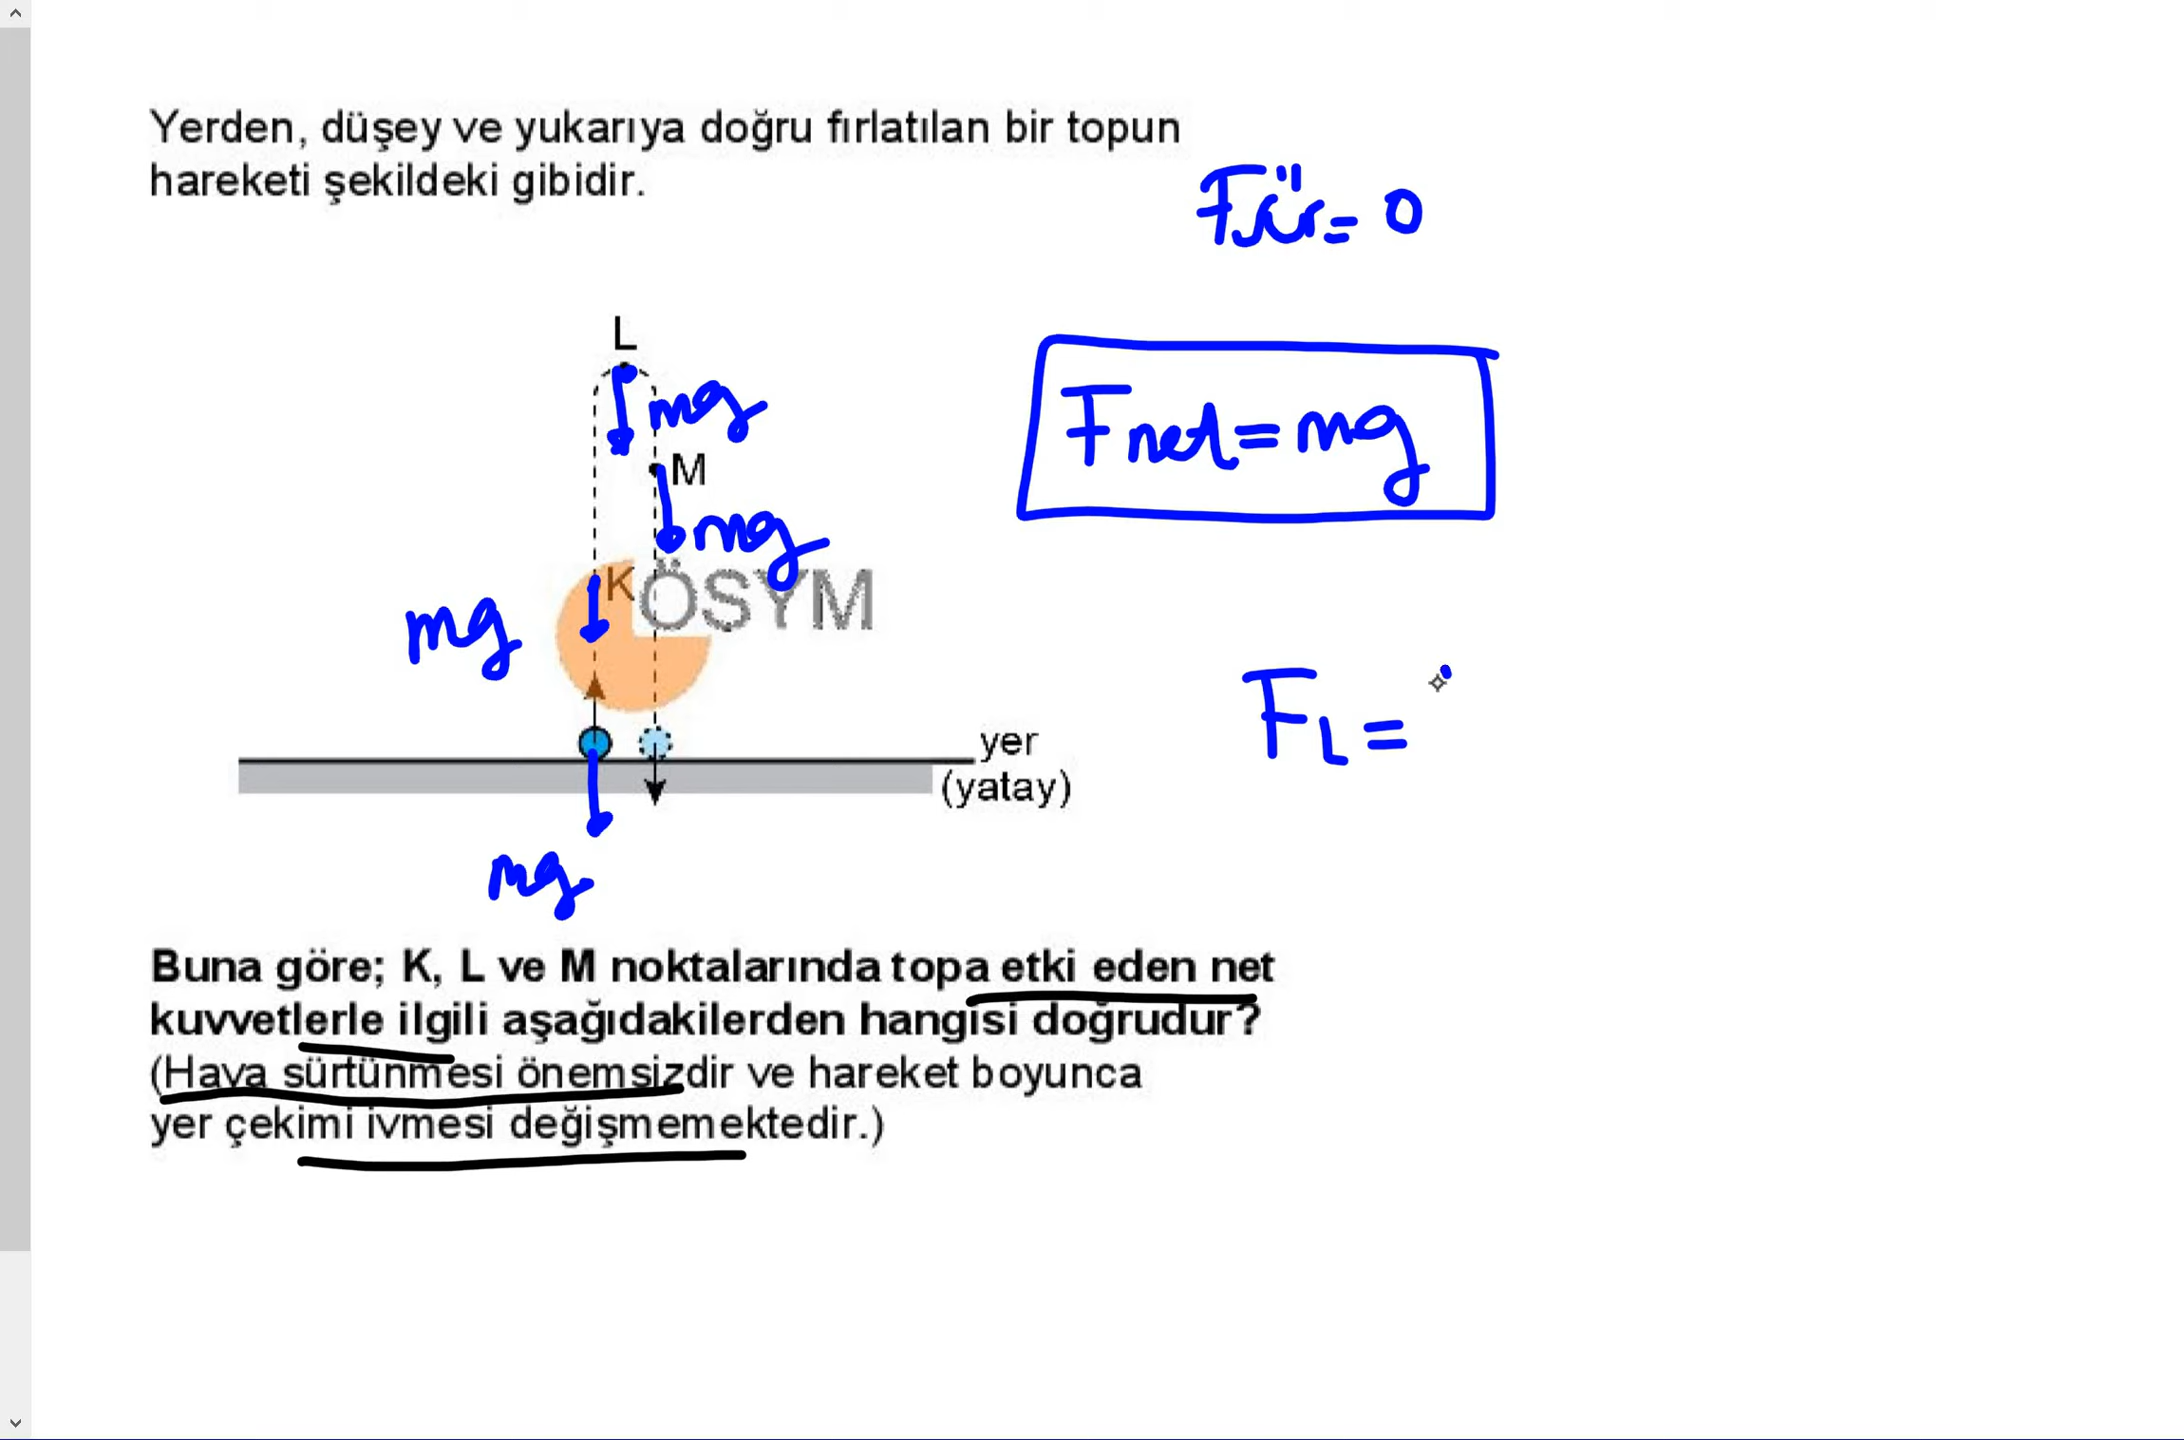 Yerden, düşey ve yukarıya doğru fırlatılan bir topun
hareketi şekildeki gibidir.
Fsür = 0
L
mg
Fnet = mg
M
mg
K
ÖSYM
mg
FL =
yer
(yatay)
mg
Buna göre; K, L ve M noktalarında topa etki eden net
kuvvetlerle ilgili aşağıdakilerden hangisi doğrudur?
(Hava sürtünmesi önemsizdir ve hareket boyunca
yer çekimi ivmesi değişmemektedir.)